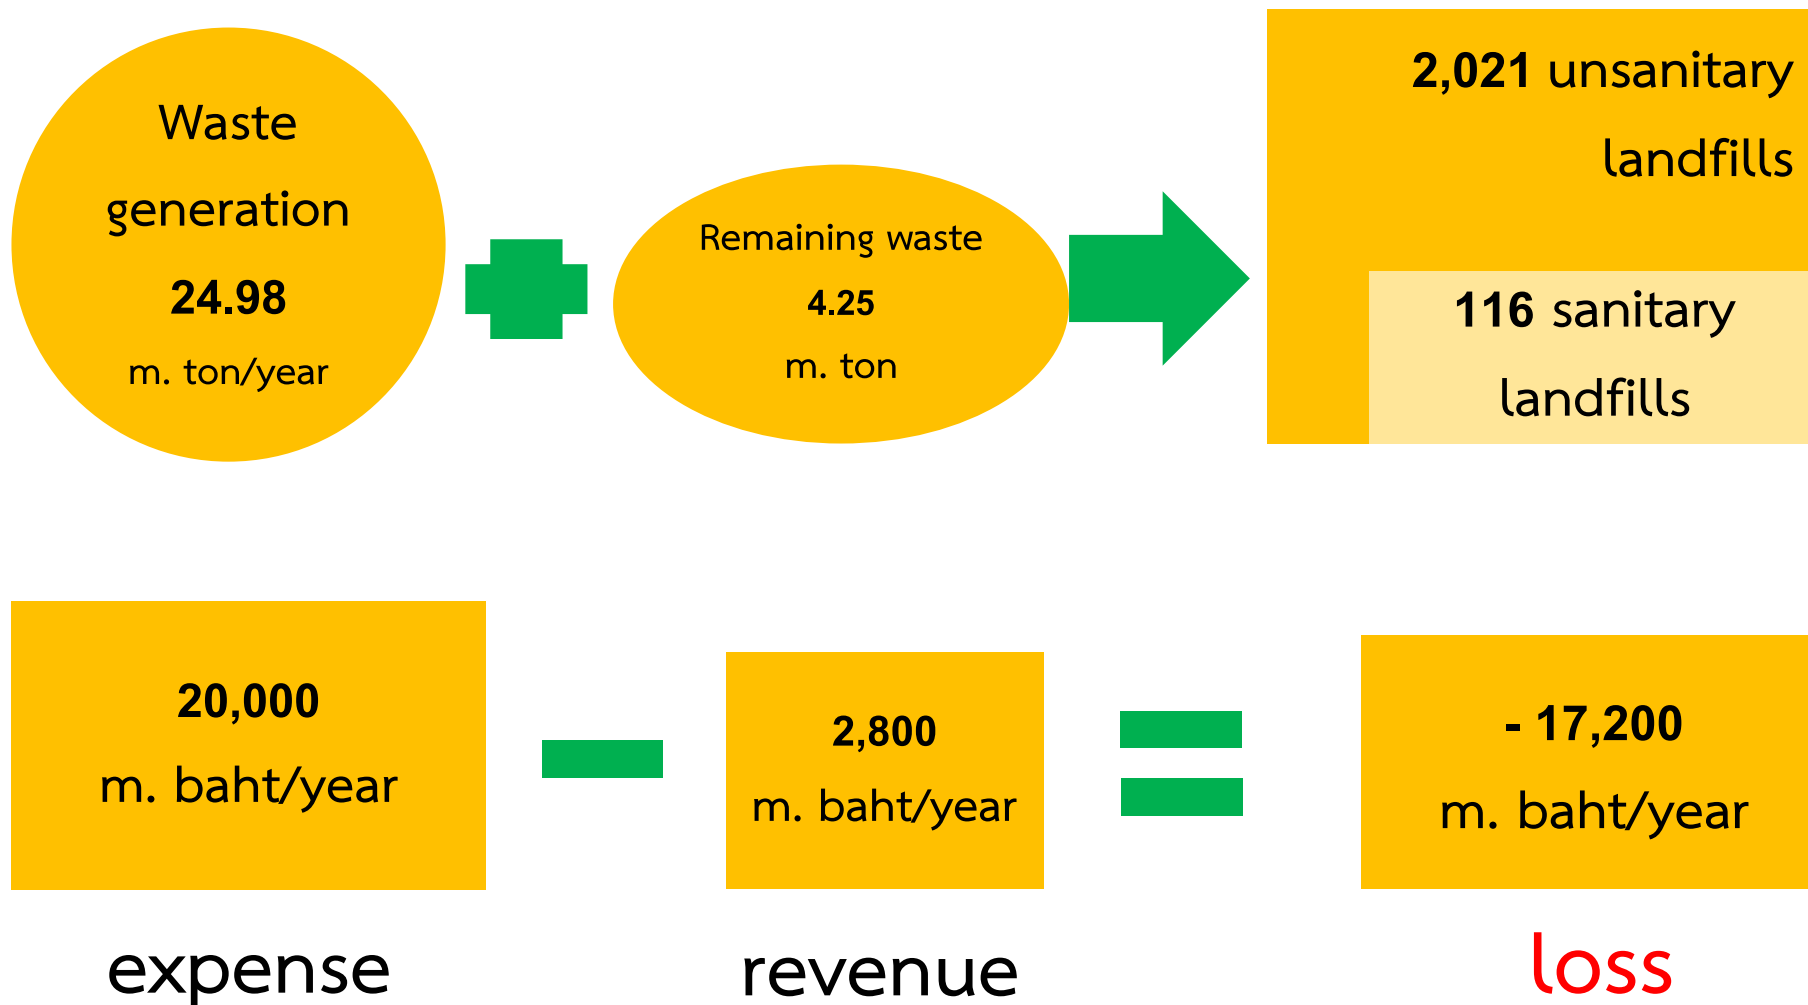 Waste
generation
24.98
m. ton/year
Remaining waste
4.25
m. ton
2,021 unsanitary
landfills
116 sanitary
landfills
20,000
m. baht/year
2,800
m. baht/year
- 17,200
m. baht/year
expense
revenue
loss